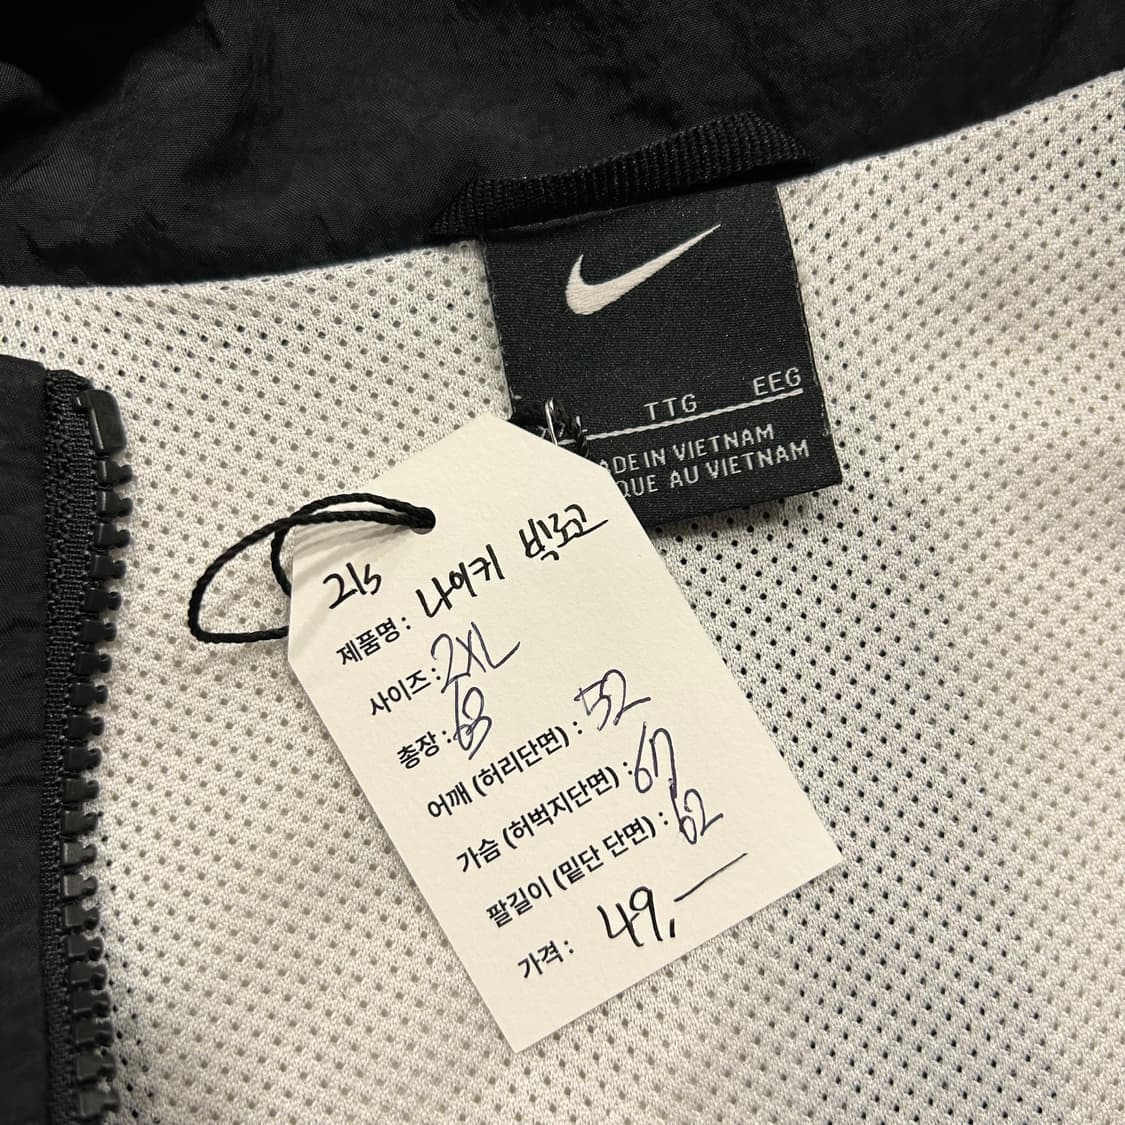 TTG EEG
ADE IN VIETNAM
QUE AU VIETNAM
21s
제품명: 나이키 빅로고
사이즈: 2XL
총장: 68
어깨 (허리단면) : 52
가슴 (허벅지단면) : 67
팔길이 (밑단 단면) : 62
가격 : 49,-